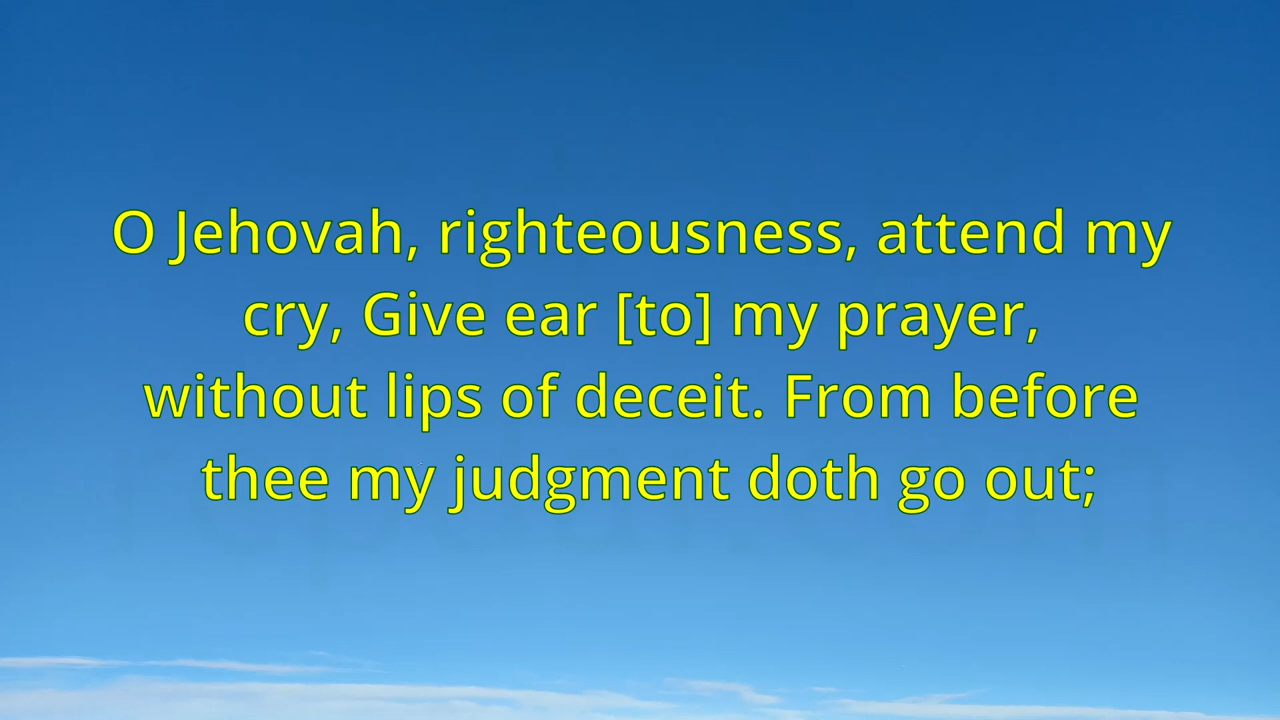 O Jehovah, righteousness, attend my
cry, Give ear [to] my prayer,
without lips of deceit. From before
thee my judgment doth go out;